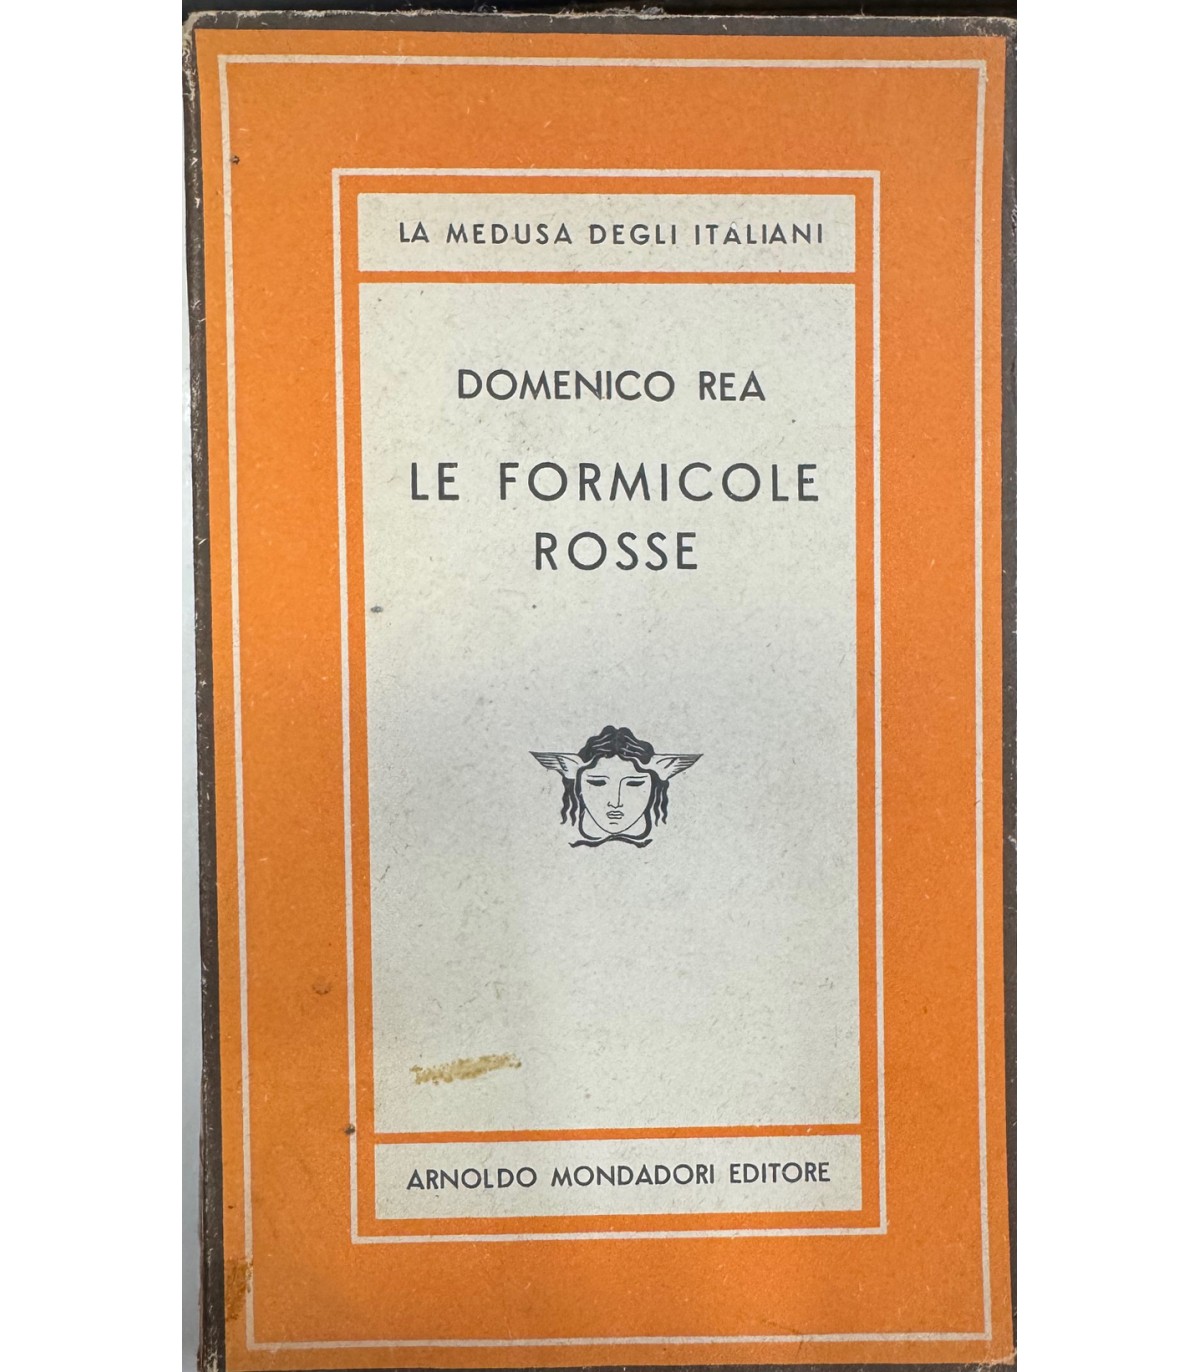 LA MEDUSA DEGLI ITALIANI
DOMENICO REA
LE FORMICOLE
ROSSE
ARNOLDO MONDADORI EDITORE